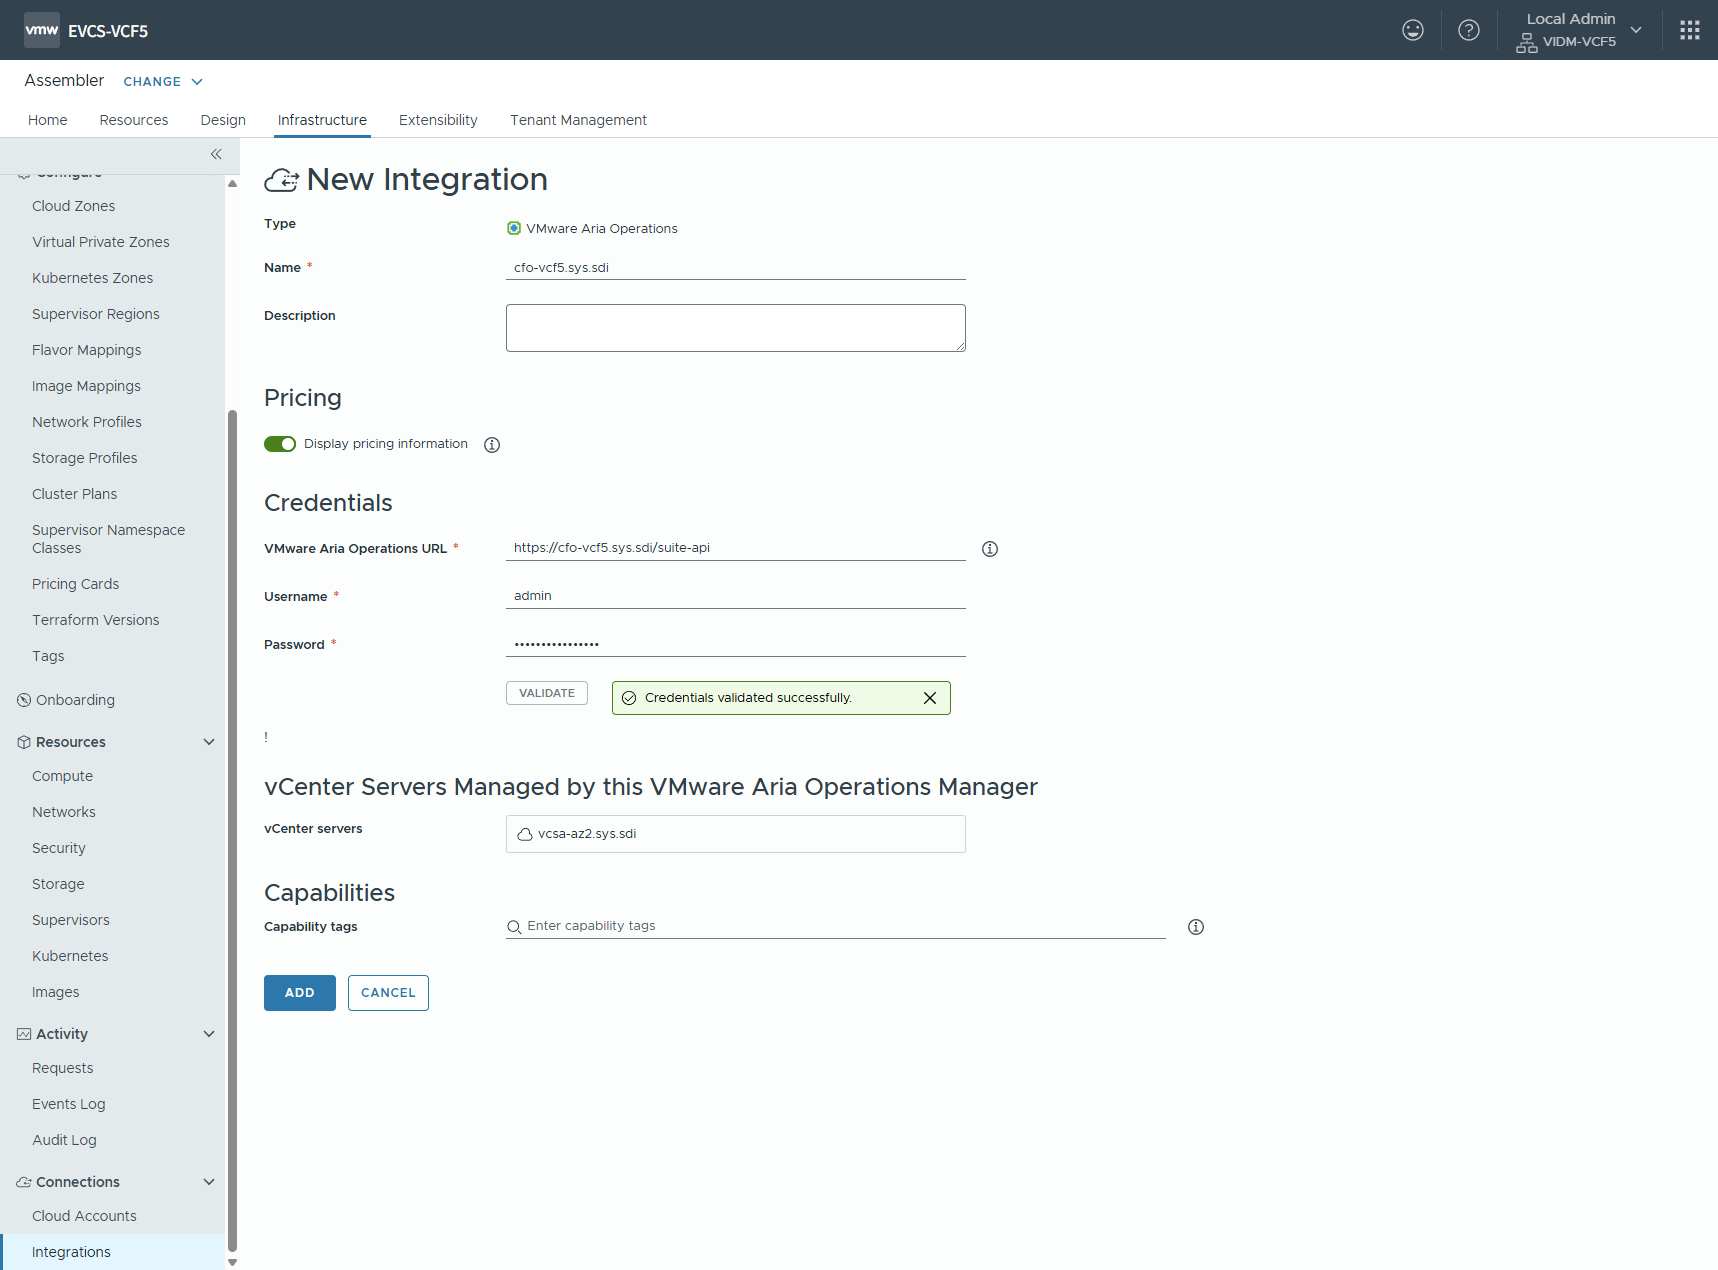 vmw EVCS-VCF5
Local Admin
VIDM-VCF5
Assembler CHANGE
Home Resources Design Infrastructure Extensibility Tenant Management
Configure
Cloud Zones
Virtual Private Zones
Kubernetes Zones
Supervisor Regions
Flavor Mappings
Image Mappings
Network Profiles
Storage Profiles
Cluster Plans
Supervisor Namespace
Classes
Pricing Cards
Terraform Versions
Tags
Onboarding
Resources
Compute
Networks
Security
Storage
Supervisors
Kubernetes
Images
Activity
Requests
Events Log
Audit Log
Connections
Cloud Accounts
Integrations
New Integration
Type VMware Aria Operations
Name * cfo-vcf5.sys.sdi
Description
Pricing
Display pricing information
Credentials
VMware Aria Operations URL * https://cfo-vcf5.sys.sdi/suite-api
Username * admin
Password * ••••••••••••••••
VALIDATE Credentials validated successfully.
!
vCenter Servers Managed by this VMware Aria Operations Manager
vCenter servers vcsa-az2.sys.sdi
Capabilities
Capability tags Enter capability tags
ADD CANCEL